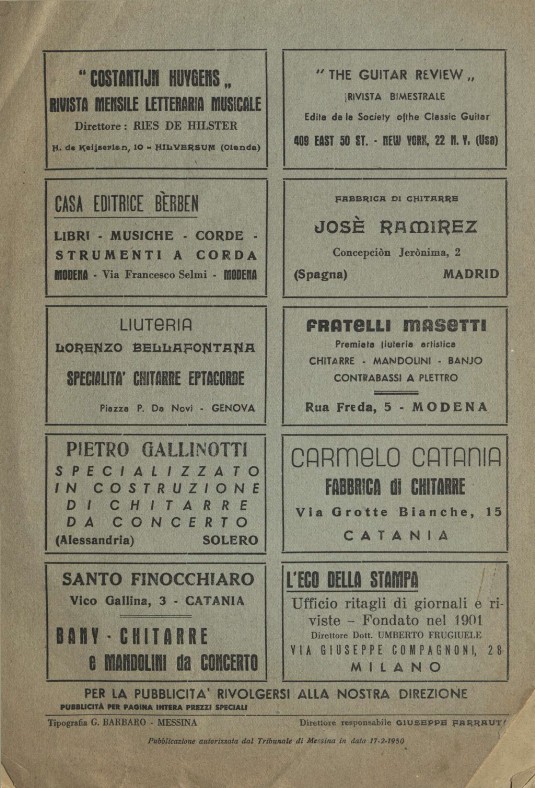 " COSTANTIJN HUYGENS „
RIVISTA MENSILE LETTERARIA MUSICALE
Direttore : RIES DE HILSTER
H. de Keijserlan, 10 - HILVERSUM (Olanda)
" THE GUITAR REVIEW „
RIVISTA BIMESTRALE
Edita da la Society ofthe Classic Guitar
409 EAST 50 ST. - NEW YORK, 22 N. Y. (Usa)
CASA EDITRICE BÈRBEN
LIBRI - MUSICHE - CORDE -
STRUMENTI A CORDA
MODENA - Via Francesco Selmi - MODENA
FABBRICA DI CHITARRE
JOSÈ RAMIREZ
Concepciòn Jerònima, 2
(Spagna) MADRID
LIUTERIA
LORENZO BELLAFONTANA
SPECIALITA' CHITARRE EPTACORDE
Piazza P. Da Novi - GENOVA
FRATELLI MASETTI
Premiata liuteria artistica
CHITARRE - MANDOLINI - BANJO
CONTRABASSI A PLETTRO
Rua Freda, 5 - MODENA
PIETRO GALLINOTTI
SPECIALIZZATO
IN COSTRUZIONE
DI CHITARRE
DA CONCERTO
(Alessandria) SOLERO
CARMELO CATANIA
FABBRICA di CHITARRE
Via Grotte Bianche, 15
CATANIA
SANTO FINOCCHIARO
Vico Gallina, 3 - CATANIA
BANY - CHITARRE
e MANDOLINI da CONCERTO
L'ECO DELLA STAMPA
Ufficio ritagli di giornali e ri-
viste - Fondato nel 1901
Direttore Dott. UMBERTO FRUGIUELE
VIA GIUSEPPE COMPAGNONI, 28
MILANO
PER LA PUBBLICITA' RIVOLGERSI ALLA NOSTRA DIREZIONE
PUBBLICITÀ PER PAGINA INTERA PREZZI SPECIALI
Tipografia G. BARBARO - MESSINA
Direttore responsabile GIUSEPPE FARRAUTO
Pubblicazione autorizzata dal Tribunale di Messina in data 17-2-1950